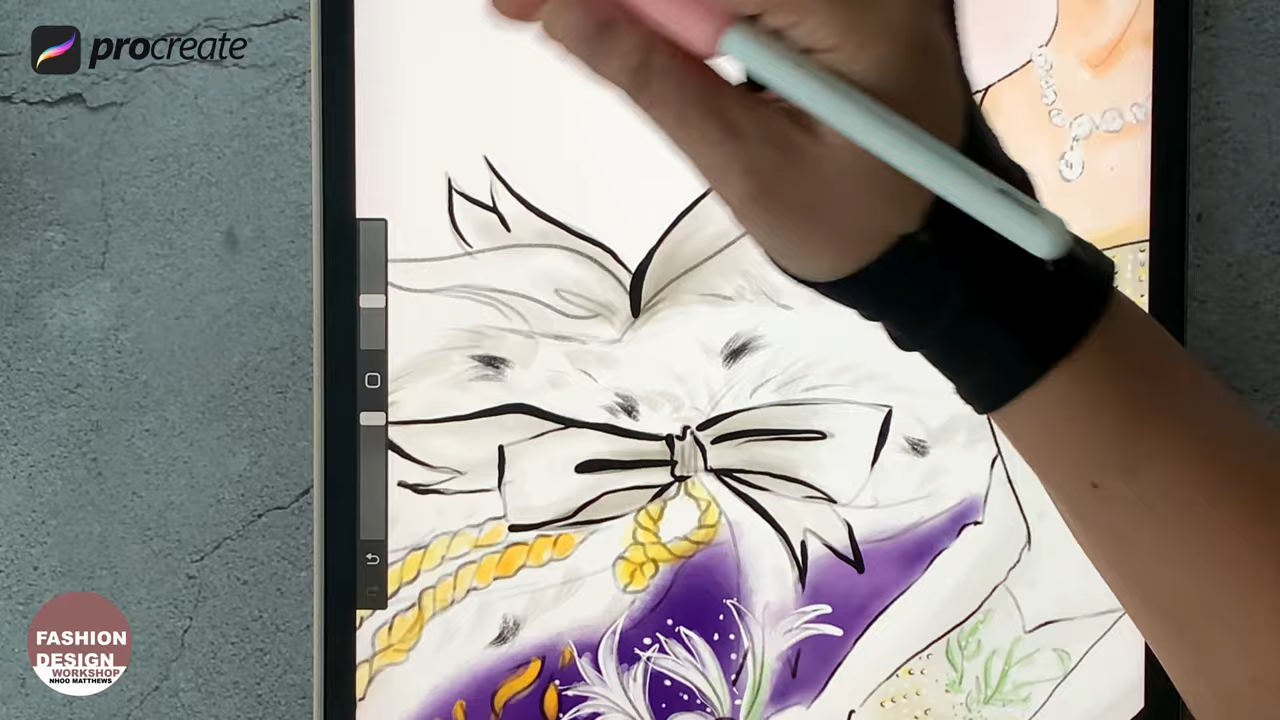 procreate
FASHION
DESIGN
WORKSHOP
NHOO MATTHEWS